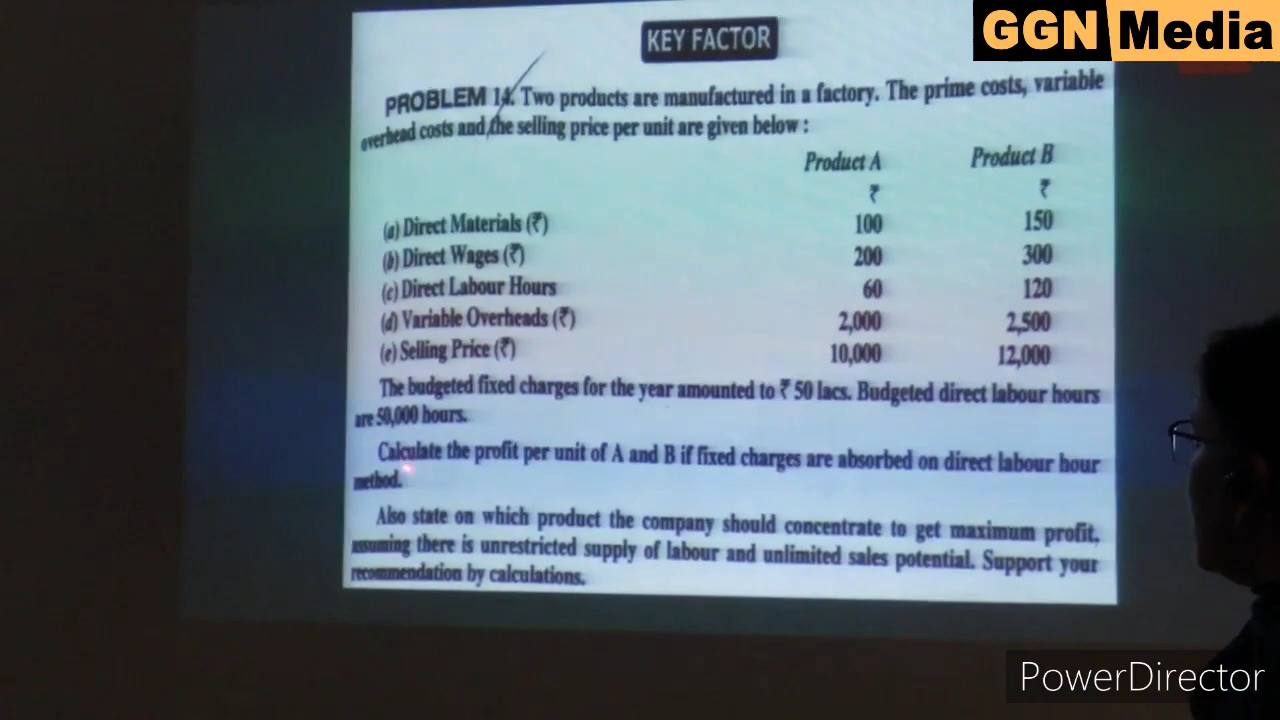 GGN Media
KEY FACTOR
PROBLEM 14. Two products are manufactured in a factory. The prime costs, variable
overhead costs and the selling price per unit are given below :
Product A Product B
₹ ₹
(a) Direct Materials (₹) 100 150
(b) Direct Wages (₹) 200 300
(c) Direct Labour Hours 60 120
(d) Variable Overheads (₹) 2,000 2,500
(e) Selling Price (₹) 10,000 12,000
The budgeted fixed charges for the year amounted to ₹ 50 lacs. Budgeted direct labour hours
are 50,000 hours.
Calculate the profit per unit of A and B if fixed charges are absorbed on direct labour hour
method.
Also state on which product the company should concentrate to get maximum profit,
assuming there is unrestricted supply of labour and unlimited sales potential. Support your
recommendation by calculations.
PowerDirector